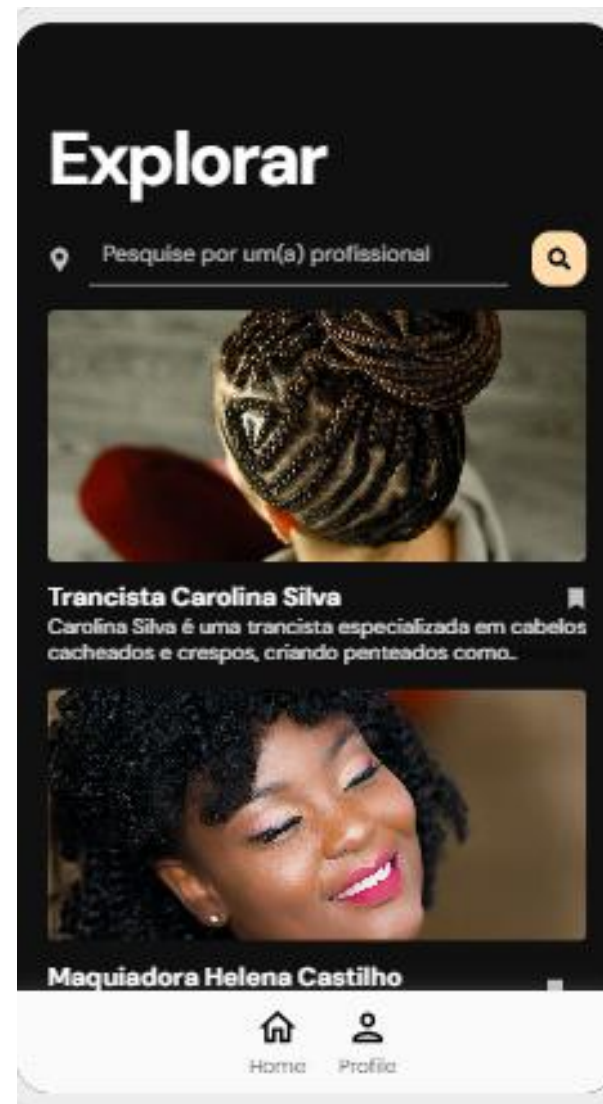 Explorar
Pesquise por um(a) profissional
Trancista Carolina Silva
Carolina Silva é uma trancista especializada em cabelos
cacheados e crespos, criando penteados como...
Maquiadora Helena Castilho
Home
Profile